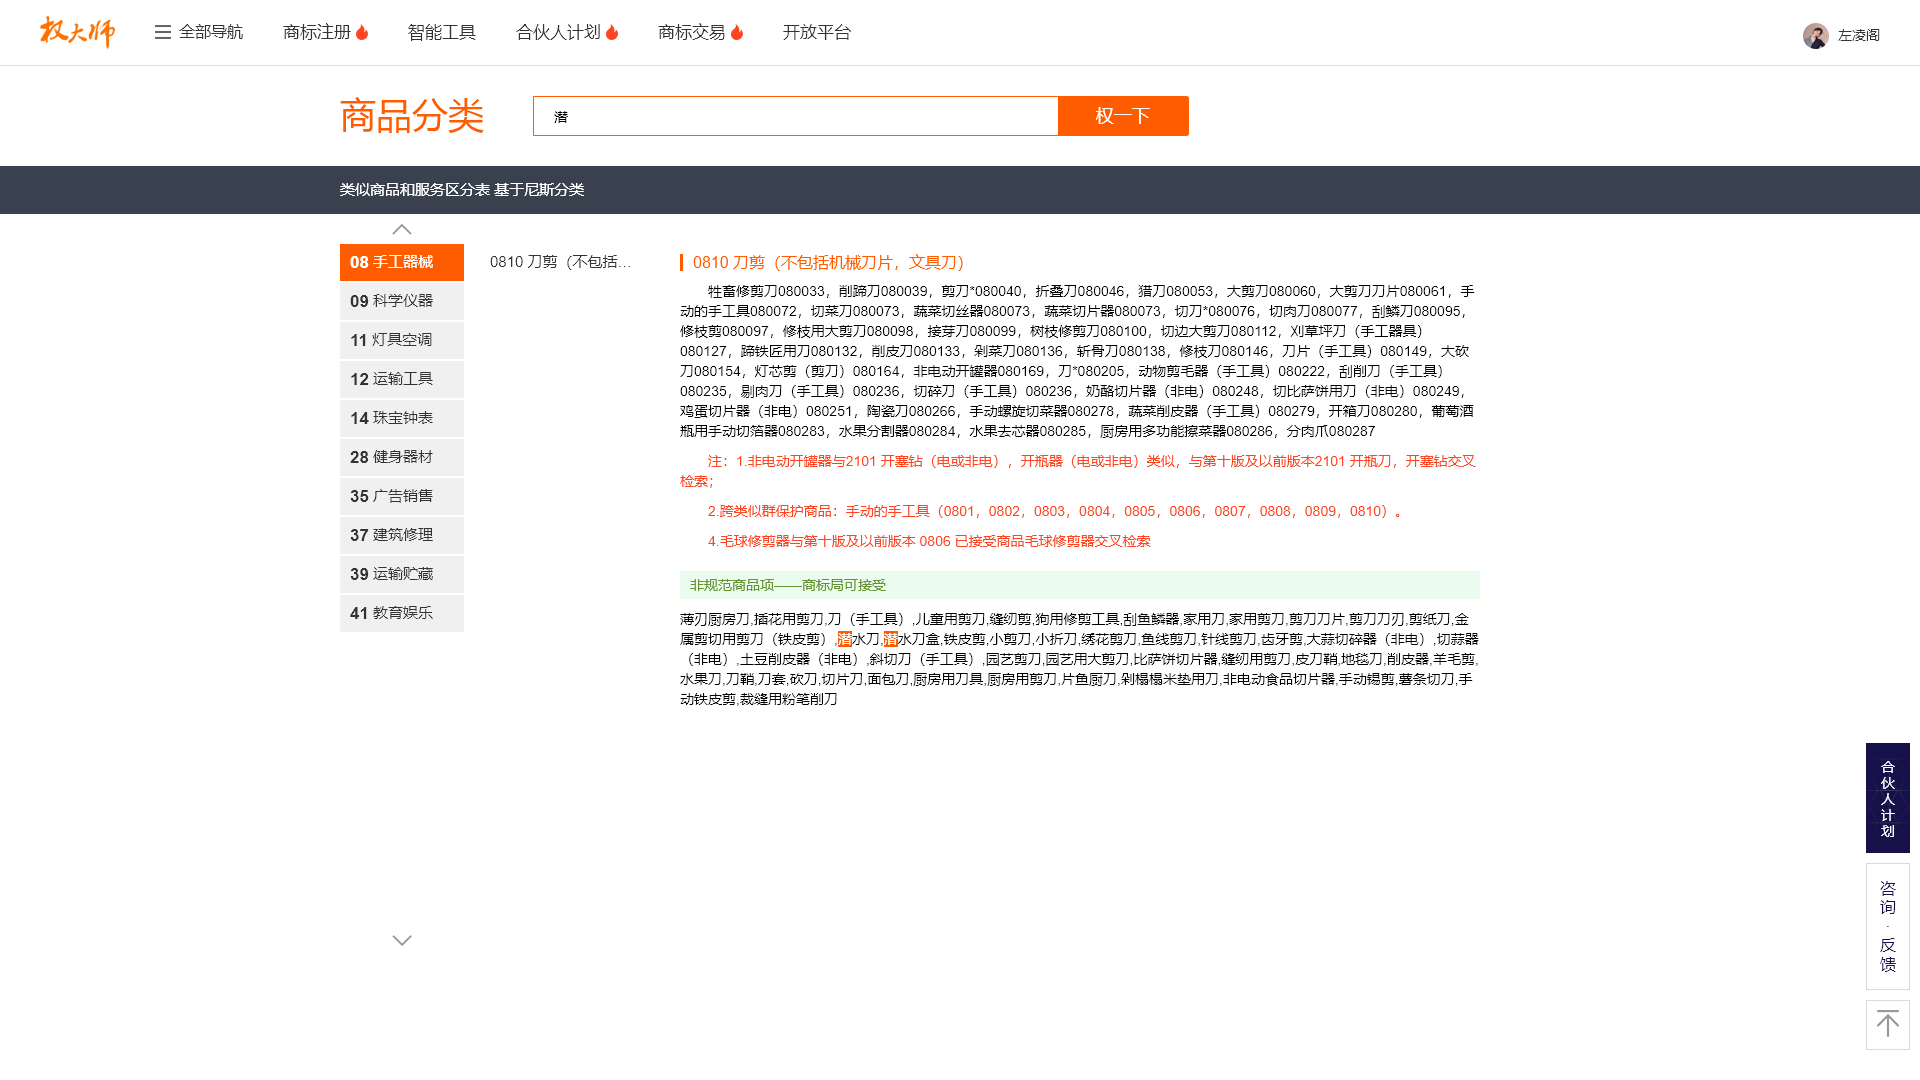 权大师
全部导航
商标注册
智能工具
合伙人计划
商标交易
开放平台
左凌阁
商品分类
潜
权一下
类似商品和服务区分表 基于尼斯分类
08 手工器械
09 科学仪器
11 灯具空调
12 运输工具
14 珠宝钟表
28 健身器材
35 广告销售
37 建筑修理
39 运输贮藏
41 教育娱乐
0810 刀剪（不包括...
0810 刀剪（不包括机械刀片，文具刀）
牲畜修剪刀080033，削蹄刀080039，剪刀*080040，折叠刀080046，猎刀080053，大剪刀080060，大剪刀刀片080061，手
动的手工具080072，切菜刀080073，蔬菜切丝器080073，蔬菜切片器080073，切刀*080076，切肉刀080077，刮鳞刀080095，
修枝剪080097，修枝用大剪刀080098，接芽刀080099，树枝修剪刀080100，切边大剪刀080112，刈草坪刀（手工器具）
080127，蹄铁匠用刀080132，削皮刀080133，剁菜刀080136，斩骨刀080138，修枝刀080146，刀片（手工具）080149，大砍
刀080154，灯芯剪（剪刀）080164，非电动开罐器080169，刀*080205，动物剪毛器（手工具）080222，刮削刀（手工具）
080235，剔肉刀（手工具）080236，切碎刀（手工具）080236，奶酪切片器（非电）080248，切比萨饼用刀（非电）080249，
鸡蛋切片器（非电）080251，陶瓷刀080266，手动螺旋切菜器080278，蔬菜削皮器（手工具）080279，开箱刀080280，葡萄酒
瓶用手动切箔器080283，水果分割器080284，水果去芯器080285，厨房用多功能擦菜器080286，分肉爪080287
注：1.非电动开罐器与2101 开塞钻（电或非电），开瓶器（电或非电）类似，与第十版及以前版本2101 开瓶刀，开塞钻交叉
检索；
2.跨类似群保护商品：手动的手工具（0801，0802，0803，0804，0805，0806，0807，0808，0809，0810）。
4.毛球修剪器与第十版及以前版本 0806 已接受商品毛球修剪器交叉检索
非规范商品项——商标局可接受
薄刃厨房刀,插花用剪刀,刀（手工具）,儿童用剪刀,缝纫剪,狗用修剪工具,刮鱼鳞器,家用刀,家用剪刀,剪刀刀片,剪刀刀刃,剪纸刀,金
属剪切用剪刀（铁皮剪）,潜水刀,潜水刀盒,铁皮剪,小剪刀,小折刀,绣花剪刀,鱼线剪刀,针线剪刀,齿牙剪,大蒜切碎器（非电）,切蒜器
（非电）,土豆削皮器（非电）,斜切刀（手工具）,园艺剪刀,园艺用大剪刀,比萨饼切片器,缝纫用剪刀,皮刀鞘,地毯刀,削皮器,羊毛剪,
水果刀,刀鞘,刀套,砍刀,切片刀,面包刀,厨房用刀具,厨房用剪刀,片鱼厨刀,剁榻榻米垫用刀,非电动食品切片器,手动锡剪,薯条切刀,手
动铁皮剪,裁缝用粉笔削刀
合伙人计划
咨询·反馈